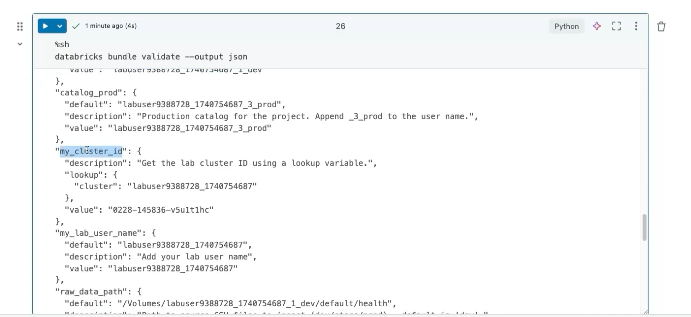 1 minute ago (4s)
26
Python
%sh
databricks bundle validate --output json
"value": "labuser9388728_1740754687_1_dev"
},
"catalog_prod": {
"default": "labuser9388728_1740754687_3_prod",
"description": "Production catalog for the project. Append _3_prod to the user name.",
"value": "labuser9388728_1740754687_3_prod"
},
"my_cluster_id": {
"description": "Get the lab cluster ID using a lookup variable.",
"lookup": {
"cluster": "labuser9388728_1740754687"
},
"value": "0228-145836-v5u1t1hc"
},
"my_lab_user_name": {
"default": "labuser9388728_1740754687",
"description": "Add your lab user name",
"value": "labuser9388728_1740754687"
},
"raw_data_path": {
"default": "/Volumes/labuser9388728_1740754687_1_dev/default/health",